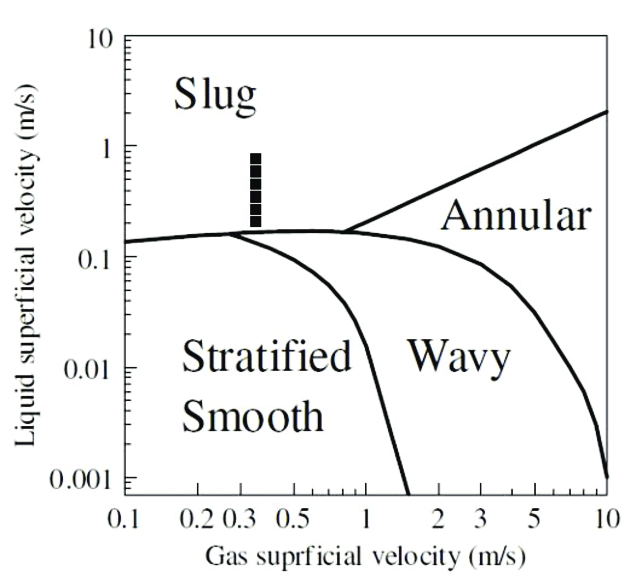 10
Slug
1
Annular
0.1
Stratified
Smooth
Wavy
0.01
0.001
0.1 0.2 0.3 0.5 1 2 3 5 10
Gas suprficial velocity (m/s)
Liquid superficial velocity (m/s)